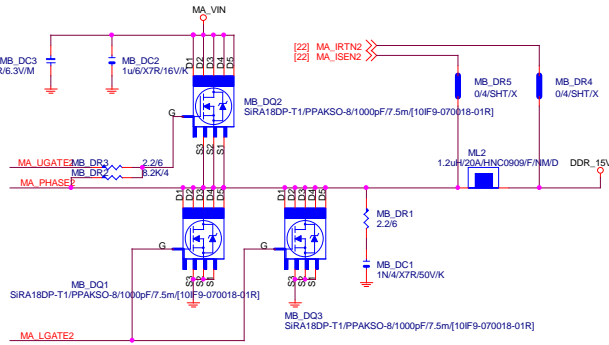 MA_VIN
MB_DC3
R/6.3V/M
MB_DC2
1u/6/X7R/16V/K
D1
D2
D3
D4
D5
G
S3
S2
S1
MB_DQ2
SiRA18DP-T1/PPAKSO-8/1000pF/7.5m/[10IF9-070018-01R]
[22] MA_IRTN2
[22] MA_ISEN2
MB_DR5
0/4/SHT/X
MB_DR4
0/4/SHT/X
MA_UGATE2
MB_DR3
2.2/6
MB_DR2
8.2K/4
MA_PHASE2
ML2
1.2uH/20A/HNC0909/F/NM/D
DDR_15V
D1
D2
D3
D4
D5
G
S3
S2
S1
MB_DQ1
SiRA18DP-T1/PPAKSO-8/1000pF/7.5m/[10IF9-070018-01R]
D1
D2
D3
D4
D5
G
S3
S2
S1
MB_DQ3
SiRA18DP-T1/PPAKSO-8/1000pF/7.5m/[10IF9-070018-01R]
MB_DR1
2.2/6
MB_DC1
1N/4/X7R/50V/K
MA_LGATE2